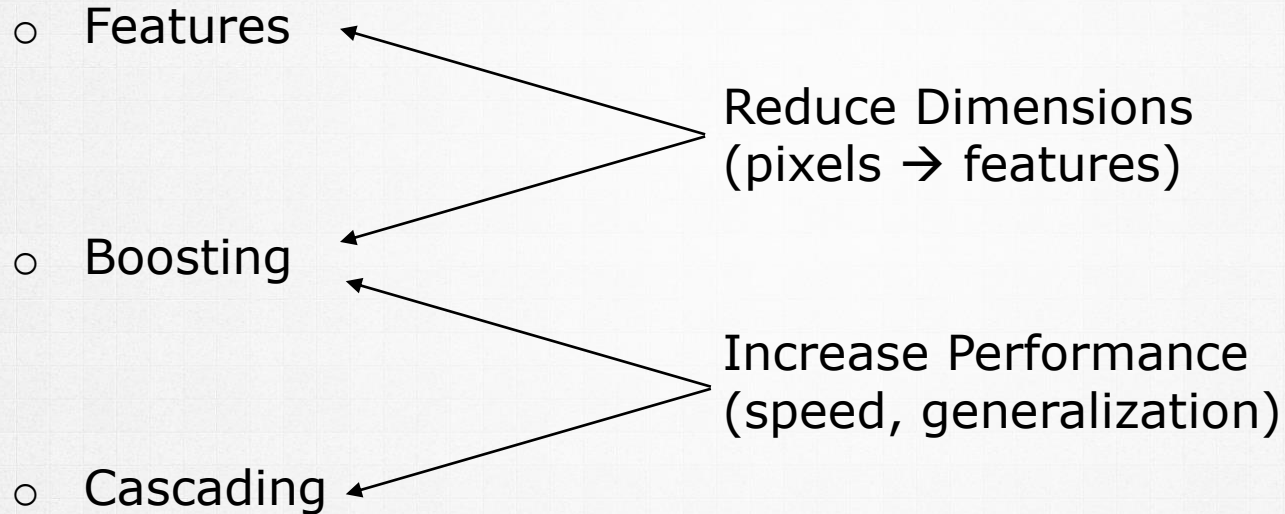 Features
Reduce Dimensions
(pixels → features)
Boosting
Increase Performance
(speed, generalization)
Cascading